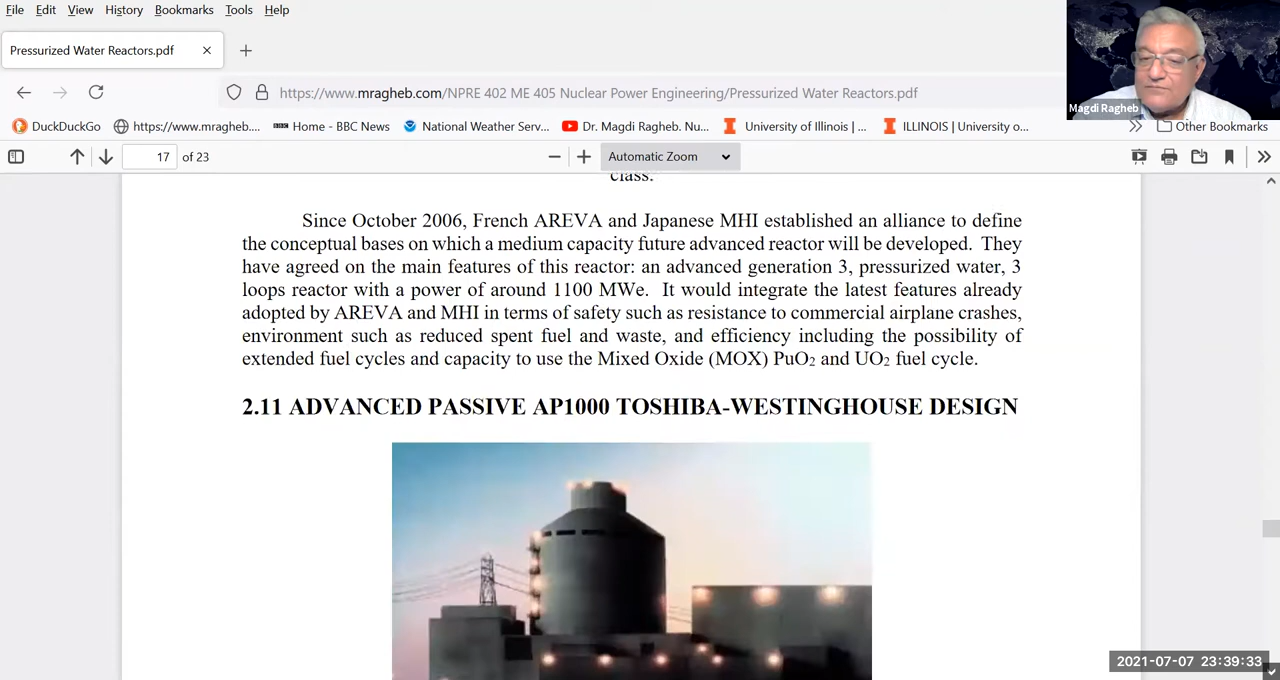 File Edit View History Bookmarks Tools Help
Pressurized Water Reactors.pdf
https://www.mragheb.com/NPRE 402 ME 405 Nuclear Power Engineering/Pressurized Water Reactors.pdf
Magdi Ragheb
DuckDuckGo https://www.mragheb.... BBC Home - BBC News National Weather Serv... Dr. Magdi Ragheb. Nu... University of Illinois | ... ILLINOIS | University o... Other Bookmarks
17 of 23 Automatic Zoom
class.
Since October 2006, French AREVA and Japanese MHI established an alliance to define
the conceptual bases on which a medium capacity future advanced reactor will be developed. They
have agreed on the main features of this reactor: an advanced generation 3, pressurized water, 3
loops reactor with a power of around 1100 MWe. It would integrate the latest features already
adopted by AREVA and MHI in terms of safety such as resistance to commercial airplane crashes,
environment such as reduced spent fuel and waste, and efficiency including the possibility of
extended fuel cycles and capacity to use the Mixed Oxide (MOX) PuO2 and UO2 fuel cycle.
2.11 ADVANCED PASSIVE AP1000 TOSHIBA-WESTINGHOUSE DESIGN
2021-07-07 23:39:33